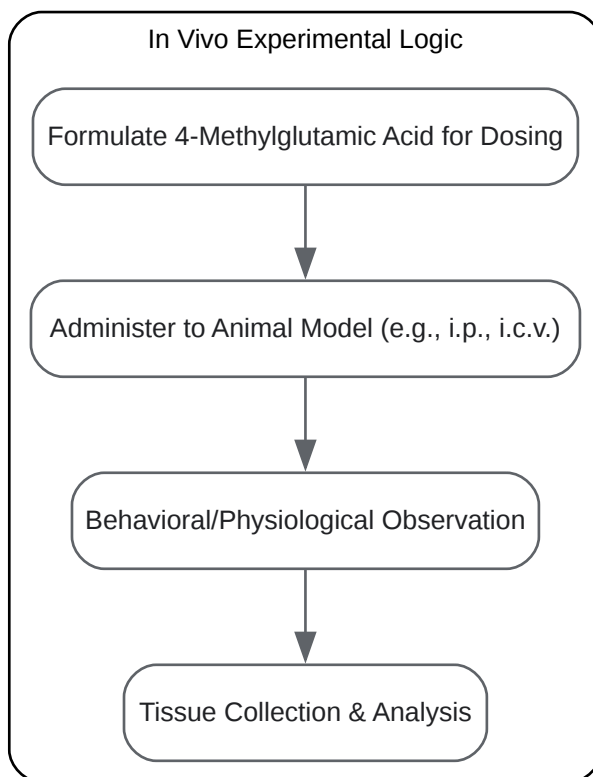 In Vivo Experimental Logic
Formulate 4-Methylglutamic Acid for Dosing
Administer to Animal Model (e.g., i.p., i.c.v.)
Behavioral/Physiological Observation
Tissue Collection & Analysis